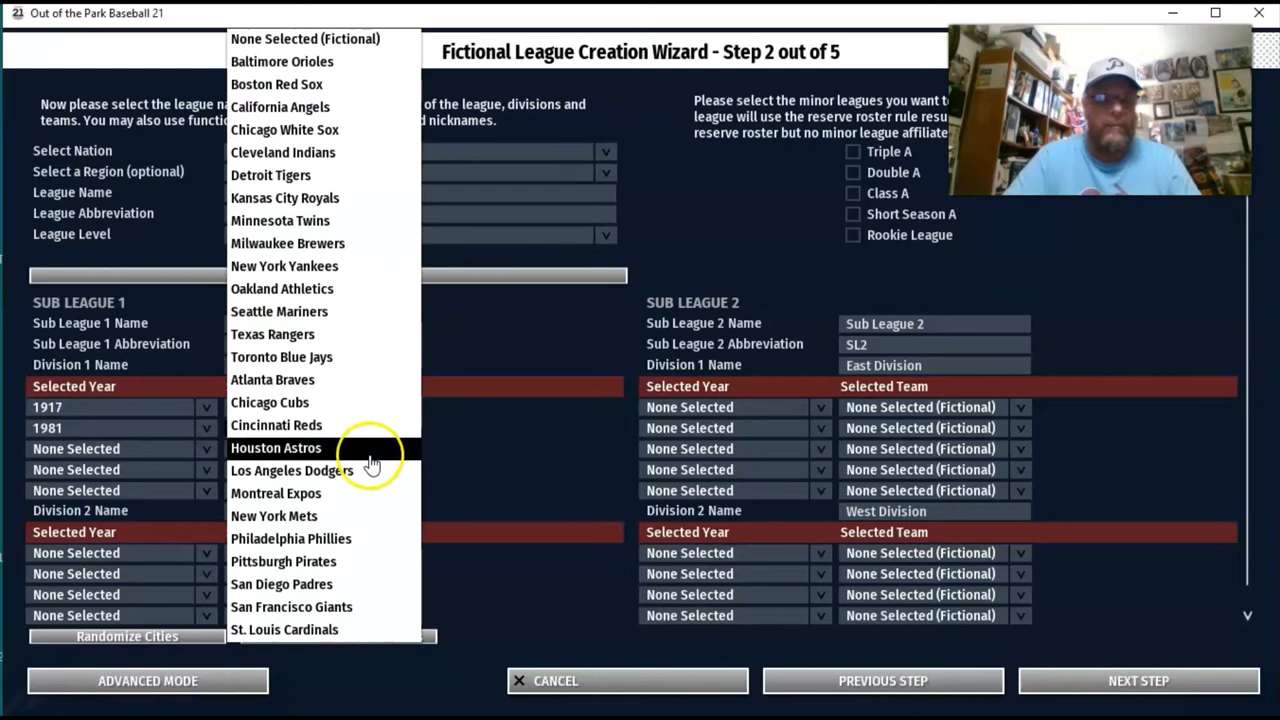 21 Out of the Park Baseball 21
Fictional League Creation Wizard - Step 2 out of 5
Now please select the league na
of the league, divisions and
teams. You may also use functio
nd nicknames.
Please select the minor leagues you want t
league will use the reserve roster rule resu
reserve roster but no minor league affiliate
Select Nation
Select a Region (optional)
League Name
League Abbreviation
League Level
Triple A
Double A
Class A
Short Season A
Rookie League
None Selected (Fictional)
Baltimore Orioles
Boston Red Sox
California Angels
Chicago White Sox
Cleveland Indians
Detroit Tigers
Kansas City Royals
Minnesota Twins
Milwaukee Brewers
New York Yankees
Oakland Athletics
Seattle Mariners
Texas Rangers
Toronto Blue Jays
Atlanta Braves
Chicago Cubs
Cincinnati Reds
Houston Astros
Los Angeles Dodgers
Montreal Expos
New York Mets
Philadelphia Phillies
Pittsburgh Pirates
San Diego Padres
San Francisco Giants
St. Louis Cardinals
SUB LEAGUE 1
Sub League 1 Name
Sub League 1 Abbreviation
Division 1 Name
Selected Year
1917
1981
None Selected
None Selected
None Selected
Division 2 Name
Selected Year
None Selected
None Selected
None Selected
None Selected
Randomize Cities
SUB LEAGUE 2
Sub League 2 Name Sub League 2
Sub League 2 Abbreviation SL2
Division 1 Name East Division
Selected Year Selected Team
None Selected None Selected (Fictional)
None Selected None Selected (Fictional)
None Selected None Selected (Fictional)
None Selected None Selected (Fictional)
None Selected None Selected (Fictional)
Division 2 Name West Division
Selected Year Selected Team
None Selected None Selected (Fictional)
None Selected None Selected (Fictional)
None Selected None Selected (Fictional)
None Selected None Selected (Fictional)
ADVANCED MODE
CANCEL
PREVIOUS STEP
NEXT STEP